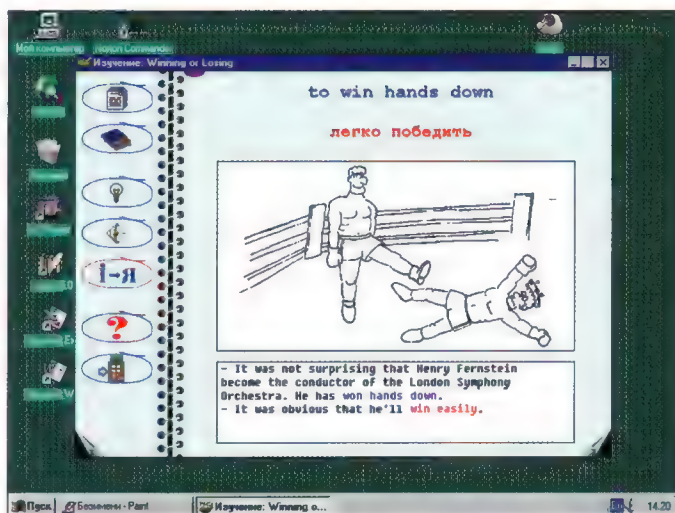 Мой компьютер
Norton Commander
Изучение: Winning or Losing
to win hands down
легко победить
I→Я
?
- It was not surprising that Henry Fernstein
become the conductor of the London Symphony
Orchestra. He has won hands down.
- It was obvious that he'll win easily.
Пуск
Безымянн - Paint
Изучение: Winning o...
En
14:20